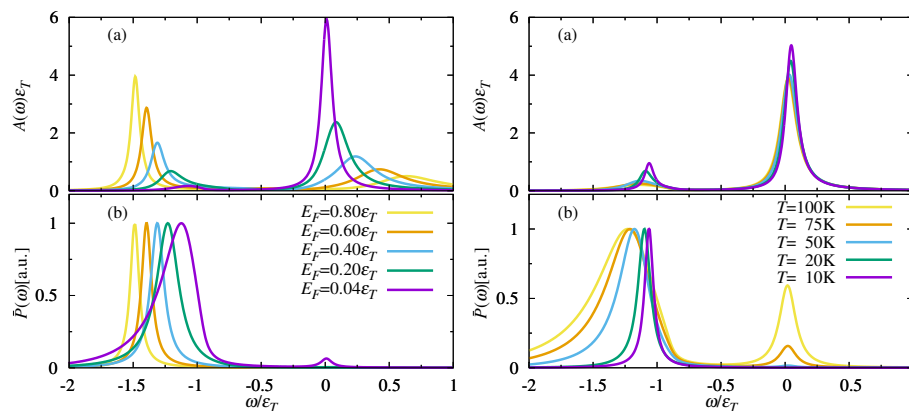 6
4
2
0
A(ω)ε_T
(a)
1
0.5
0
P̄(ω)[a.u.]
(b)
E_F=0.80ε_T
E_F=0.60ε_T
E_F=0.40ε_T
E_F=0.20ε_T
E_F=0.04ε_T
-2 -1.5 -1 -0.5 0 0.5 1
ω/ε_T
6
4
2
0
A(ω)ε_T
(a)
1
0.5
0
P̄(ω)[a.u.]
(b)
T=100K
T= 75K
T= 50K
T= 20K
T= 10K
-2 -1.5 -1 -0.5 0 0.5
ω/ε_T